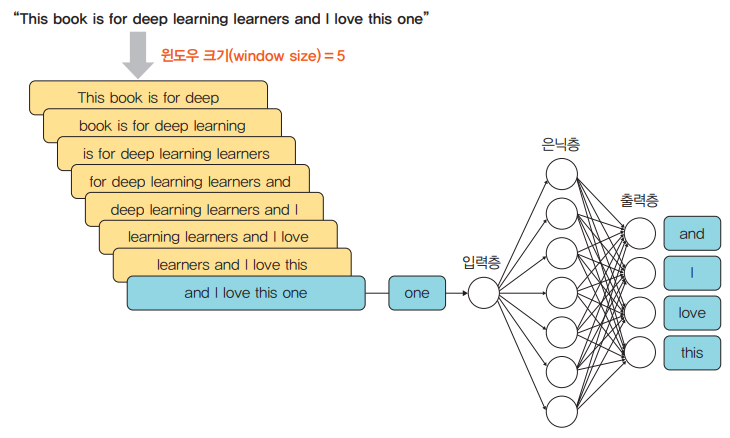 “This book is for deep learning learners and I love this one”
윈도우 크기(window size) = 5
This book is for deep
book is for deep learning
is for deep learning learners
for deep learning learners and
deep learning learners and I
learning learners and I love
learners and I love this
and I love this one
one
입력층
은닉층
출력층
and
I
love
this